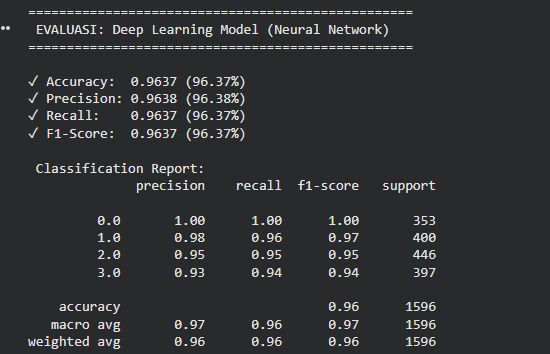 ==================================================
•• EVALUASI: Deep Learning Model (Neural Network)
==================================================
✓ Accuracy:  0.9637 (96.37%)
✓ Precision: 0.9638 (96.38%)
✓ Recall:    0.9637 (96.37%)
✓ F1-Score:  0.9637 (96.37%)
Classification Report:
              precision    recall  f1-score   support
         0.0       1.00      1.00      1.00       353
         1.0       0.98      0.96      0.97       400
         2.0       0.95      0.95      0.95       446
         3.0       0.93      0.94      0.94       397
    accuracy                           0.96      1596
   macro avg       0.97      0.96      0.97      1596
weighted avg       0.96      0.96      0.96      1596